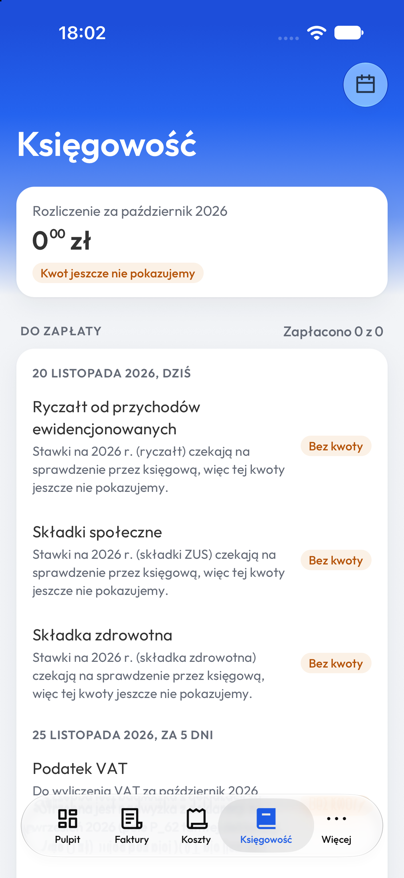 18:02
Księgowość
Rozliczenie za październik 2026
0⁰⁰ zł
Kwot jeszcze nie pokazujemy
DO ZAPŁATY
Zapłacono 0 z 0
20 LISTOPADA 2026, DZIŚ
Ryczałt od przychodów
ewidencjonowanych
Stawki na 2026 r. (ryczałt) czekają na
sprawdzenie przez księgową, więc tej kwoty
jeszcze nie pokazujemy.
Bez kwoty
Składki społeczne
Stawki na 2026 r. (składki ZUS) czekają na
sprawdzenie przez księgową, więc tej kwoty
jeszcze nie pokazujemy.
Bez kwoty
Składka zdrowotna
Stawki na 2026 r. (składka zdrowotna)
czekają na sprawdzenie przez księgową,
więc tej kwoty jeszcze nie pokazujemy.
Bez kwoty
25 LISTOPADA 2026, ZA 5 DNI
Podatek VAT
Do wyliczenia VAT za październik 2026
Pulpit
Faktury
Koszty
Księgowość
Więcej